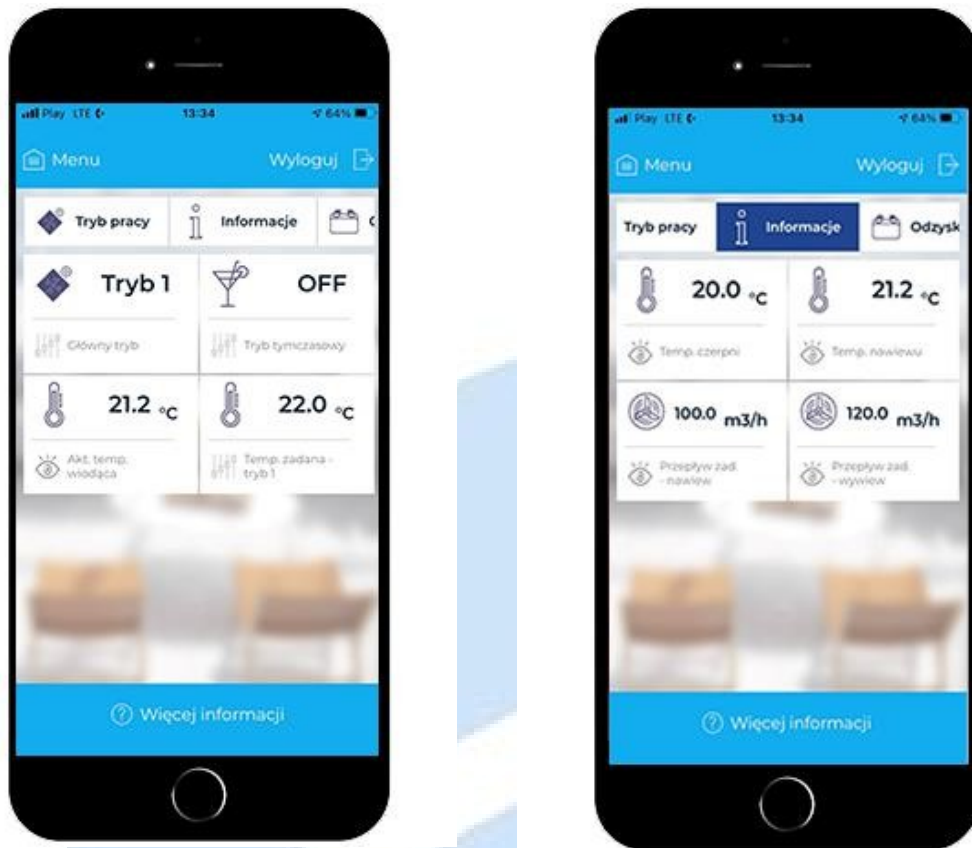 Play LTE
13:34
64%
Menu
Wyloguj
Tryb pracy
Informacje
Tryb 1
OFF
Główny tryb
Tryb tymczasowy
21.2 °C
22.0 °C
Akt. temp.
wiodąca
Temp. zadana -
tryb 1
Więcej informacji
Play LTE
13:34
64%
Menu
Wyloguj
Tryb pracy
Informacje
Odzysk
20.0 °C
21.2 °C
Temp. czerpni
Temp. nawiewu
100.0 m3/h
120.0 m3/h
Przepływ zad.
- nawiew
Przepływ zad.
- wywiew
Więcej informacji